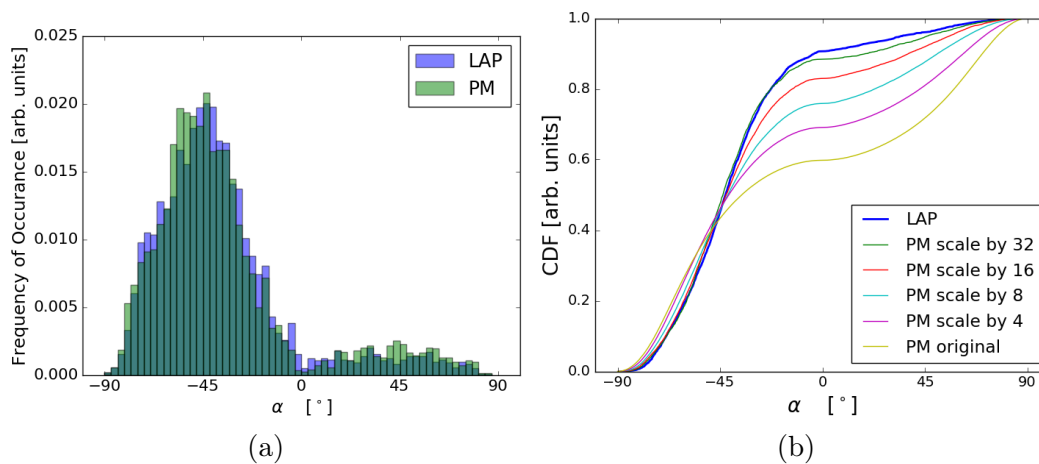 0.025
0.020
0.015
0.010
0.005
0.000
Frequency of Occurance [arb. units]
LAP
PM
−90 −45 0 45 90
α [°]
(a)
1.0
0.8
0.6
0.4
0.2
0.0
CDF [arb. units]
LAP
PM scale by 32
PM scale by 16
PM scale by 8
PM scale by 4
PM original
−90 −45 0 45 90
α [°]
(b)